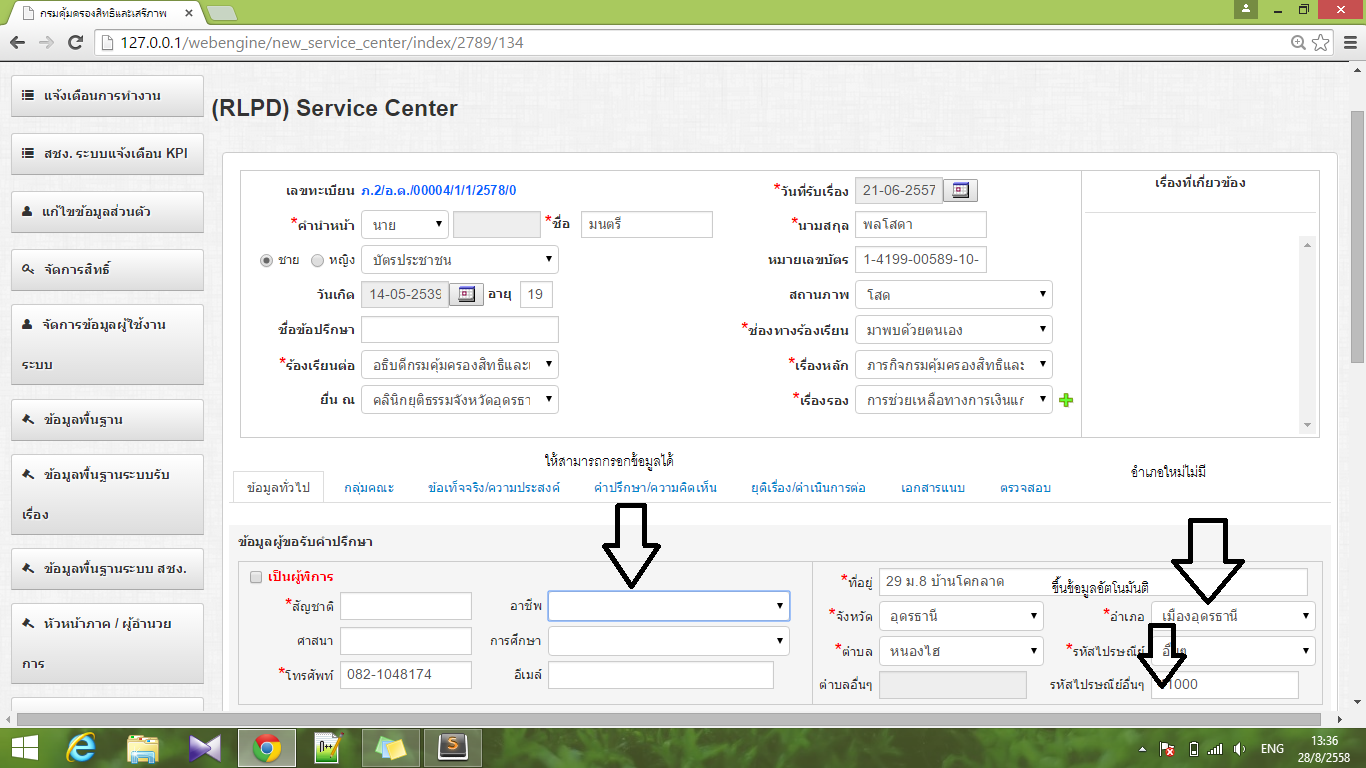 กรมคุ้มครองสิทธิและเสรีภาพ
127.0.0.1/webengine/new_service_center/index/2789/134
แจ้งเตือนการทำงาน
สชง. ระบบแจ้งเตือน KPI
แก้ไขข้อมูลส่วนตัว
จัดการสิทธิ์
จัดการข้อมูลผู้ใช้งาน
ระบบ
ข้อมูลพื้นฐาน
ข้อมูลพื้นฐานระบบรับ
เรื่อง
ข้อมูลพื้นฐานระบบ สชง.
หัวหน้าภาค / ผู้อำนวย
การ
(RLPD) Service Center
เลขทะเบียน ภ.2/อ.ด./00004/1/1/2578/0 *วันที่รับเรื่อง 21-06-2557
เรื่องที่เกี่ยวข้อง
*คำนำหน้า นาย *ชื่อ มนตรี *นามสกุล พลโสดา
ชาย หญิง บัตรประชาชน หมายเลขบัตร 1-4199-00589-10-
วันเกิด 14-05-2539 อายุ 19 สถานภาพ โสด
ชื่อข้อปรึกษา *ช่องทางร้องเรียน มาพบด้วยตนเอง
*ร้องเรียนต่อ อธิบดีกรมคุ้มครองสิทธิและเ *เรื่องหลัก ภารกิจกรมคุ้มครองสิทธิและ
ยื่น ณ คลินิกยุติธรรมจังหวัดอุดรธา *เรื่องรอง การช่วยเหลือทางการเงินแก
ให้สามารถกรอกข้อมูลได้ อำเภอใหม่ไม่มี
ข้อมูลทั่วไป กลุ่มคณะ ข้อเท็จจริง/ความประสงค์ คำปรึกษา/ความคิดเห็น ยุติเรื่อง/ดำเนินการต่อ เอกสารแนบ ตรวจสอบ
ข้อมูลผู้ขอรับคำปรึกษา
เป็นผู้พิการ *ที่อยู่ 29 ม.8 บ้านโคกลาด
ขึ้นข้อมูลอัตโนมันติ
*สัญชาติ อาชีพ *จังหวัด อุดรธานี *อำเภอ เมืองอุดรธานี
ศาสนา การศึกษา *ตำบล หนองไฮ *รหัสไปรษณีย์ อื่นๆ
*โทรศัพท์ 082-1048174 อีเมล์ ตำบลอื่นๆ รหัสไปรษณีย์อื่นๆ 1000
ENG
13:36
28/8/2558